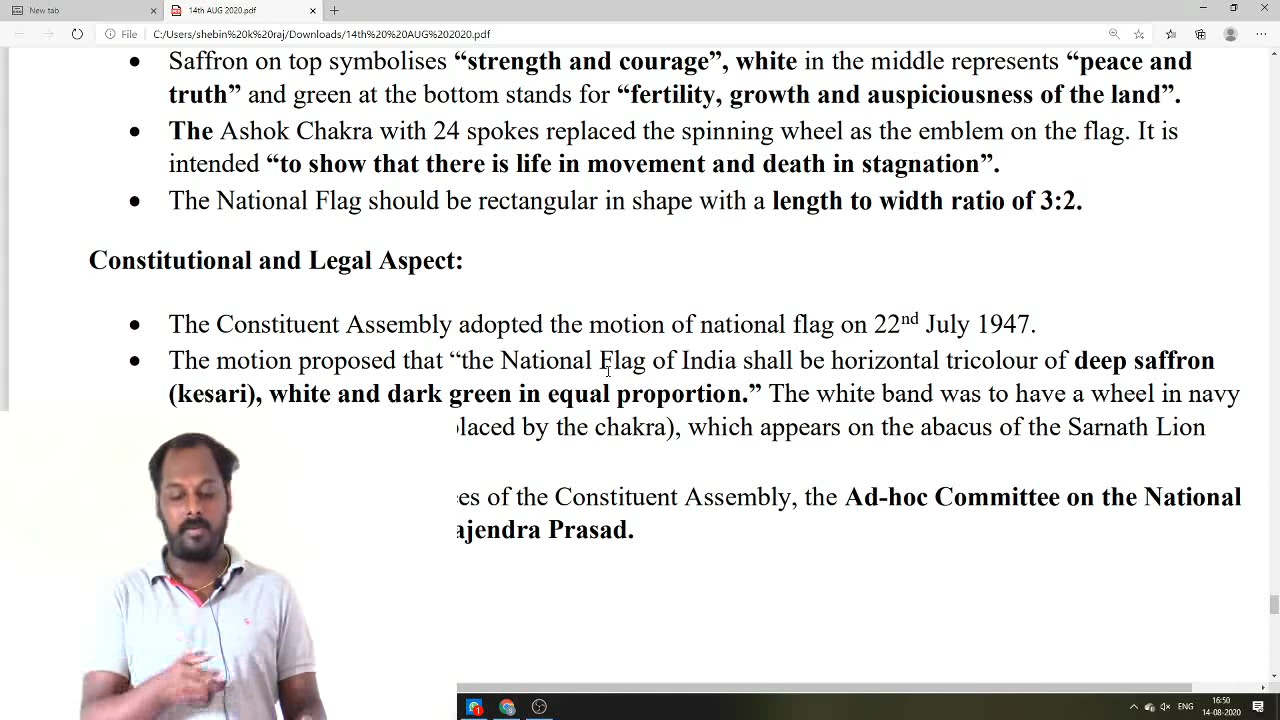 New tab
14th AUG 2020.pdf
File C:/Users/shebin%20k%20raj/Downloads/14th%20%20AUG%202020.pdf
• Saffron on top symbolises “strength and courage”, white in the middle represents “peace and
truth” and green at the bottom stands for “fertility, growth and auspiciousness of the land”.
• The Ashok Chakra with 24 spokes replaced the spinning wheel as the emblem on the flag. It is
intended “to show that there is life in movement and death in stagnation”.
• The National Flag should be rectangular in shape with a length to width ratio of 3:2.
Constitutional and Legal Aspect:
• The Constituent Assembly adopted the motion of national flag on 22nd July 1947.
• The motion proposed that “the National Flag of India shall be horizontal tricolour of deep saffron
(kesari), white and dark green in equal proportion.” The white band was to have a wheel in navy
laced by the chakra), which appears on the abacus of the Sarnath Lion
es of the Constituent Assembly, the Ad-hoc Committee on the National
ajendra Prasad.
ENG
16:50
14-08-2020